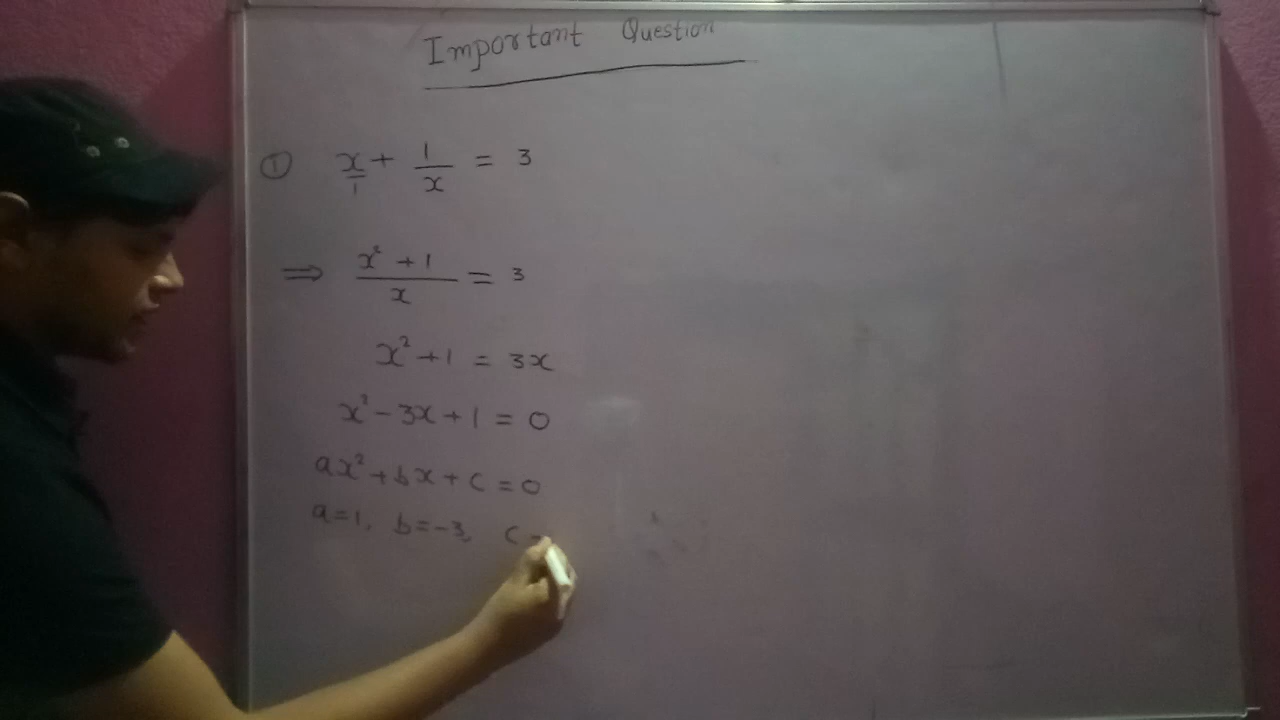 Important Question
① x/1 + 1/x = 3
⇒ x² + 1/x = 3
x² + 1 = 3x
x² - 3x + 1 = 0
ax² + bx + c = 0
a=1, b=-3, c